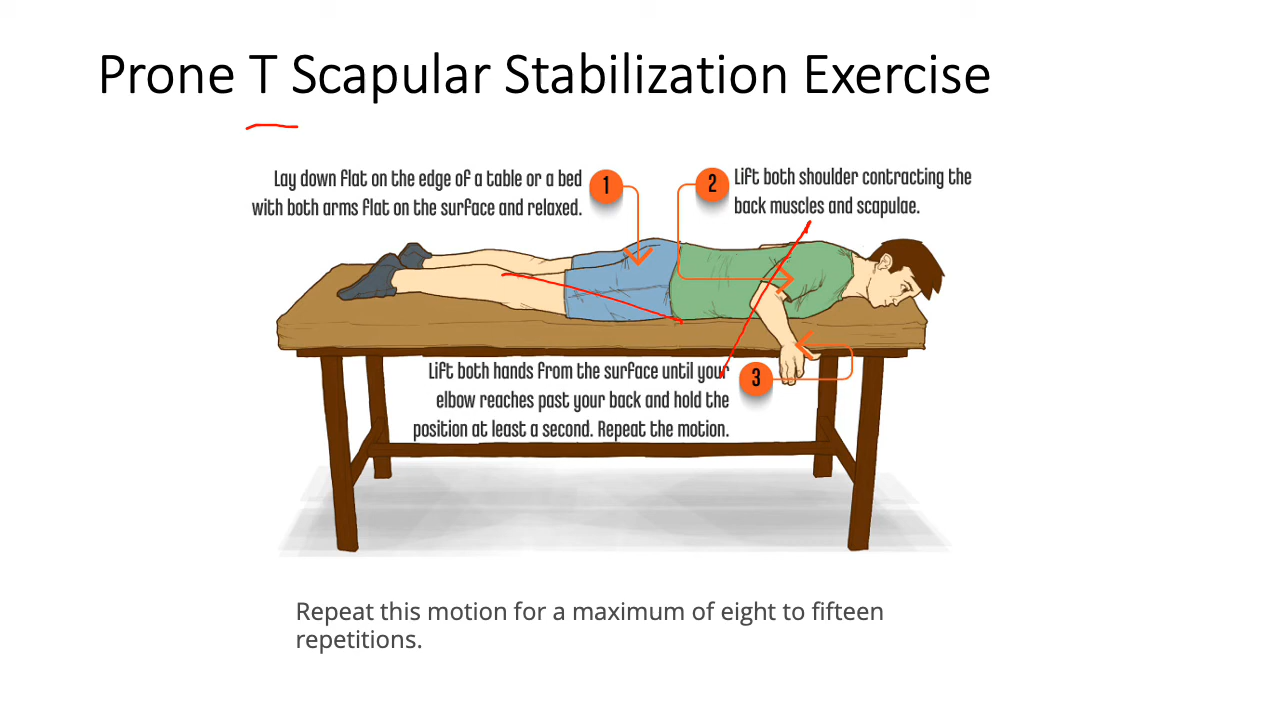 Prone T Scapular Stabilization Exercise
1
Lay down flat on the edge of a table or a bed
with both arms flat on the surface and relaxed.
2
Lift both shoulder contracting the
back muscles and scapulae.
3
Lift both hands from the surface until your
elbow reaches past your back and hold the
position at least a second. Repeat the motion.
Repeat this motion for a maximum of eight to fifteen
repetitions.